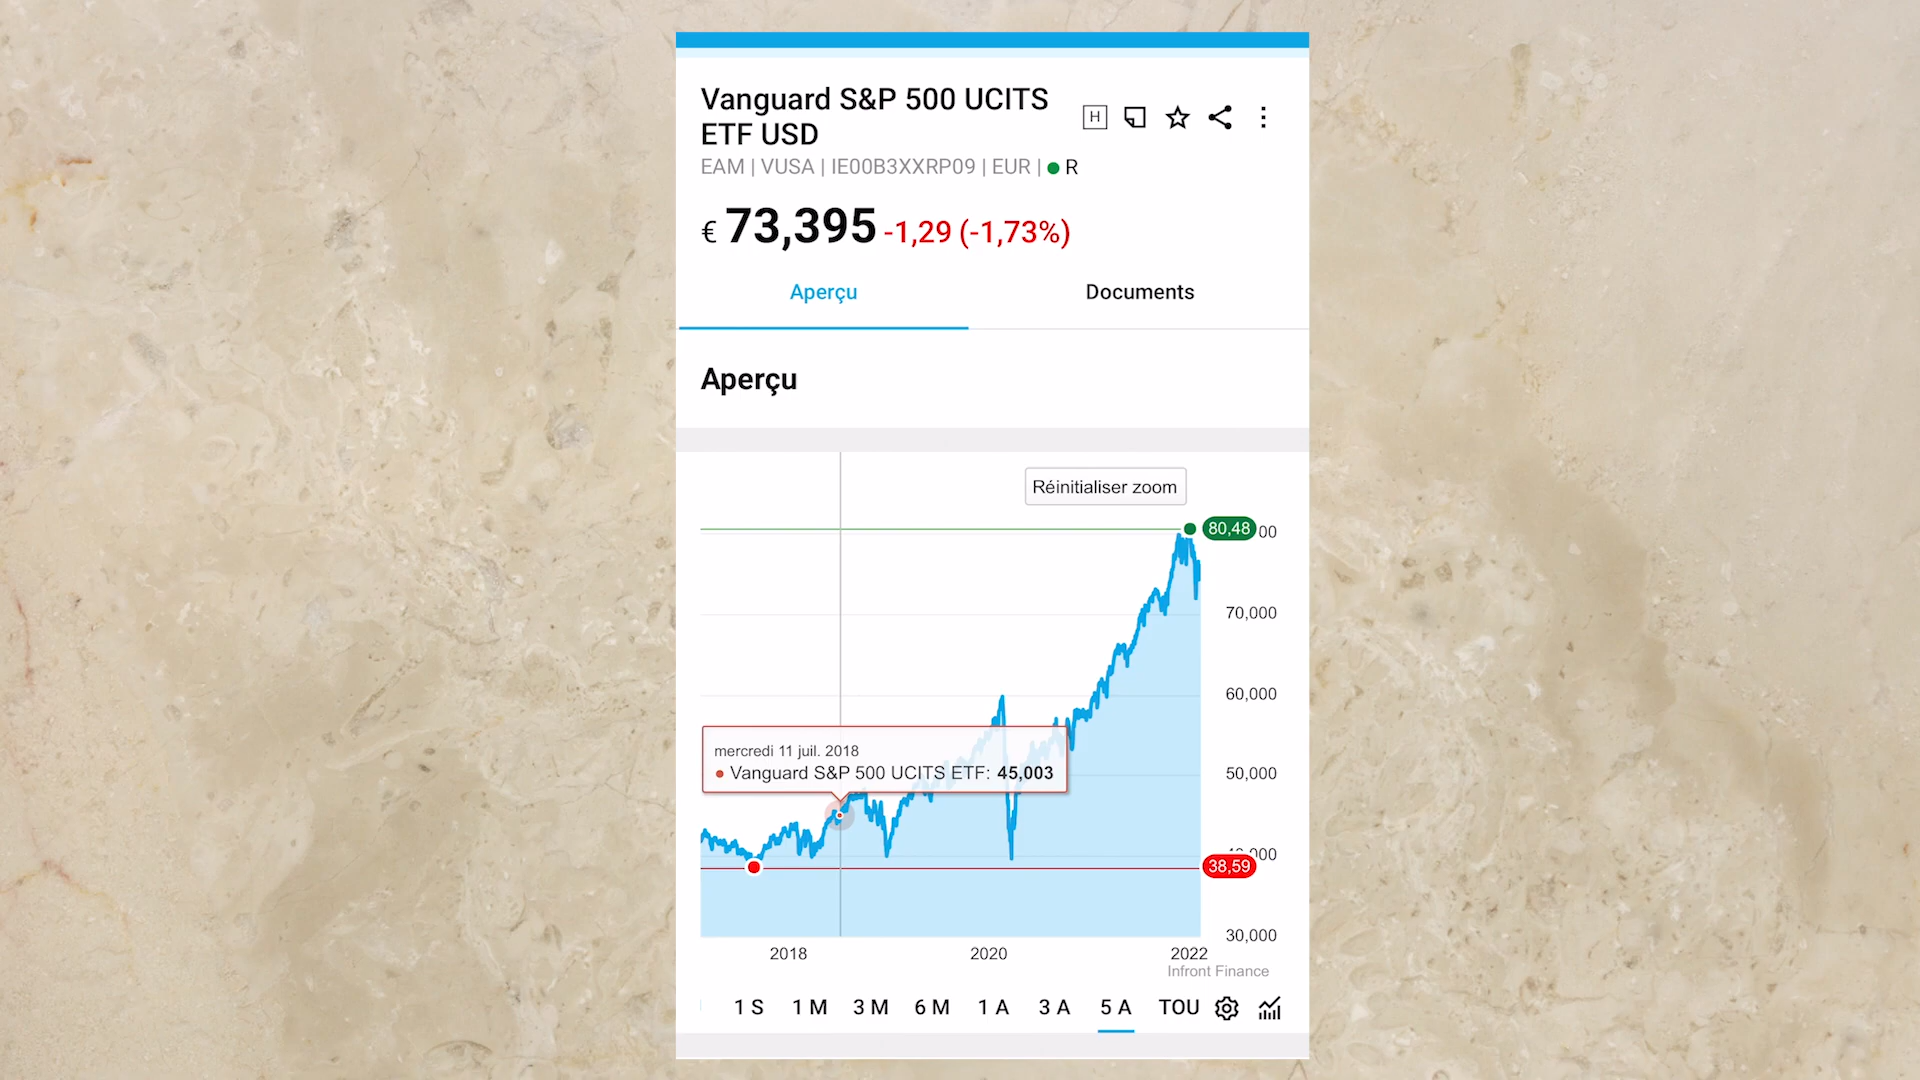 Vanguard S&P 500 UCITS
ETF USD
H
EAM | VUSA | IE00B3XXRP09 | EUR | R
€ 73,395 -1,29 (-1,73%)
Aperçu
Documents
Aperçu
Réinitialiser zoom
80,48
00
70,000
60,000
mercredi 11 juil. 2018
Vanguard S&P 500 UCITS ETF: 45,003
50,000
000
38,59
30,000
2018 2020 2022
Infront Finance
1 S 1 M 3 M 6 M 1 A 3 A 5 A TOU